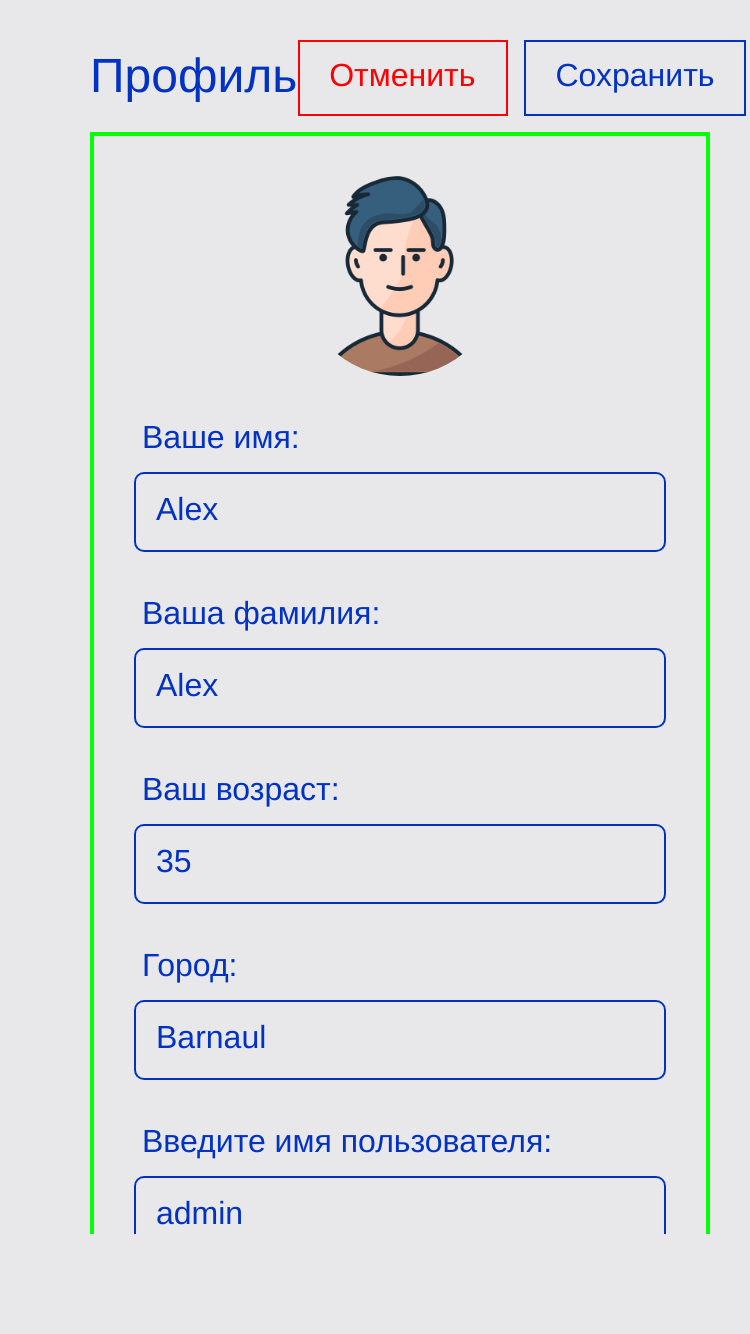 Профиль Отменить Сохранить
Ваше имя:
Alex
Ваша фамилия:
Alex
Ваш возраст:
35
Город:
Barnaul
Введите имя пользователя:
admin